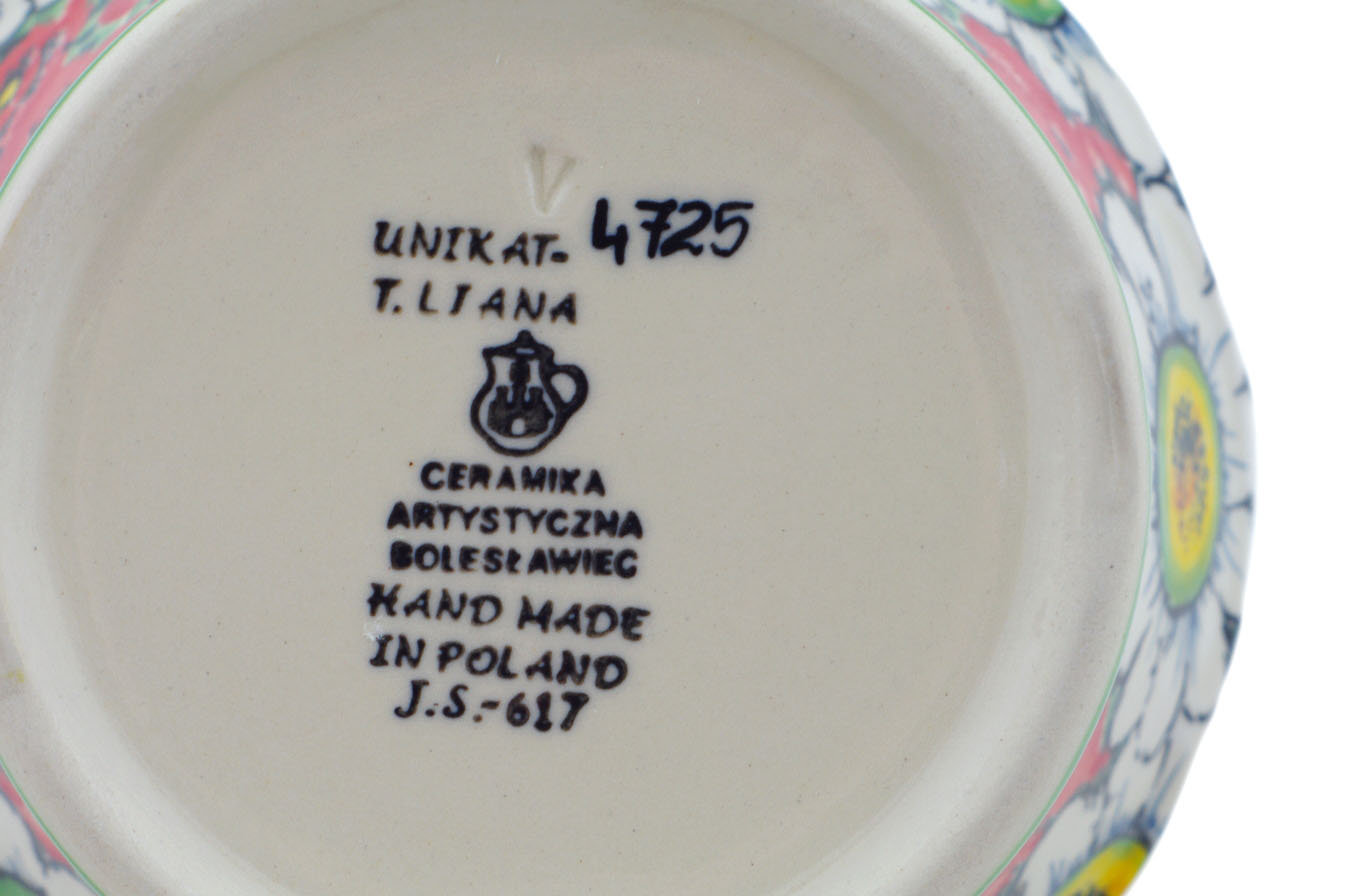 V
UNIKAT- 4725
T. LIANA
CERAMIKA
ARTYSTYCZNA
BOLESŁAWIEC
HAND MADE
IN POLAND
J.S.-617